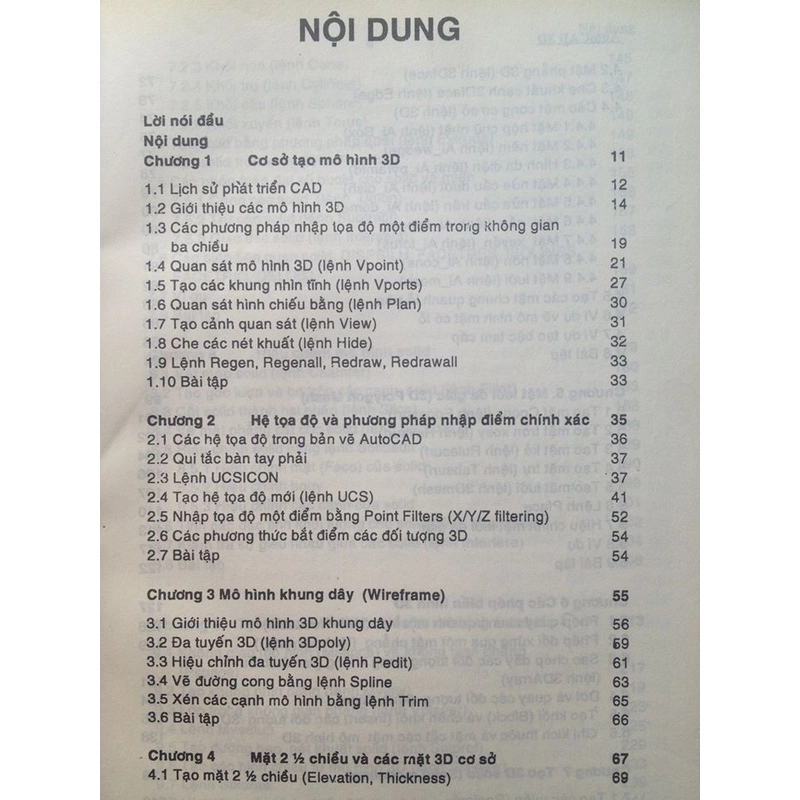 NỘI DUNG
Lời nói đầu
Nội dung
Chương 1 Cơ sở tạo mô hình 3D 11
1.1 Lịch sử phát triển CAD 12
1.2 Giới thiệu các mô hình 3D 14
1.3 Các phương pháp nhập tọa độ một điểm trong không gian
ba chiều 19
1.4 Quan sát mô hình 3D (lệnh Vpoint) 21
1.5 Tạo các khung nhìn tĩnh (lệnh Vports) 27
1.6 Quan sát hình chiếu bằng (lệnh Plan) 30
1.7 Tạo cảnh quan sát (lệnh View) 31
1.8 Che các nét khuất (lệnh Hide) 32
1.9 Lệnh Regen, Regenall, Redraw, Redrawall 33
1.10 Bài tập 33
Chương 2 Hệ tọa độ và phương pháp nhập điểm chính xác 35
2.1 Các hệ tọa độ trong bản vẽ AutoCAD 36
2.2 Qui tắc bàn tay phải 37
2.3 Lệnh UCSICON 37
2.4 Tạo hệ tọa độ mới (lệnh UCS) 41
2.5 Nhập tọa độ một điểm bằng Point Filters (X/Y/Z filtering) 52
2.6 Các phương thức bắt điểm các đối tượng 3D 54
2.7 Bài tập 54
Chương 3 Mô hình khung dây (Wireframe) 55
3.1 Giới thiệu mô hình 3D khung dây 56
3.2 Đa tuyến 3D (lệnh 3Dpoly) 59
3.3 Hiệu chỉnh đa tuyến 3D (lệnh Pedit) 61
3.4 Vẽ đường cong bằng lệnh Spline 63
3.5 Xén các cạnh mô hình bằng lệnh Trim 65
3.6 Bài tập 66
Chương 4 Mặt 2 ½ chiều và các mặt 3D cơ sở 67
4.1 Tạo mặt 2 ½ chiều (Elevation, Thickness) 69